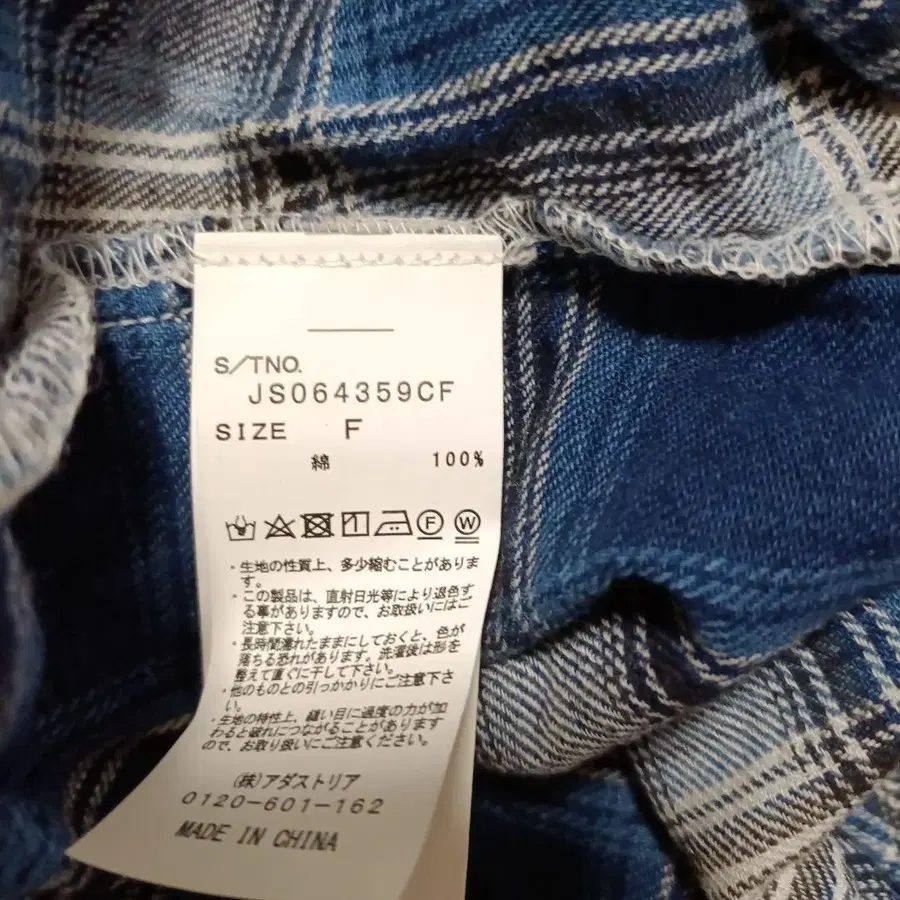 S/TNO.
JS064359CF
SIZE F
綿 100%
・生地の性質上、多少縮むことがありま
す。
・この製品は、直射日光等により退色す
る事がありますので、お取扱いにはご
注意下さい。
・長時間濡れたままにしておくと、色が
落ちる恐れがあります。洗濯後は形を
整えて直ぐに干して下さい。
・他のものとの引っかかりにご注意下さ
い。
・生地の特性上、縫い目に過度の力が加
わると破れにつながることがあります
ので、お取り扱いにご注意ください。
(株)アダストリア
0120-601-162
MADE IN CHINA